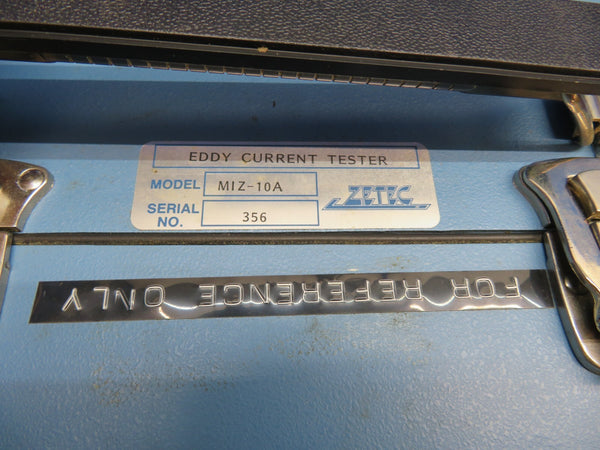 EDDY CURRENT TESTER
MODEL MIZ-10A
ZETEC
SERIAL NO. 356
FOR REFERENCE ONLY